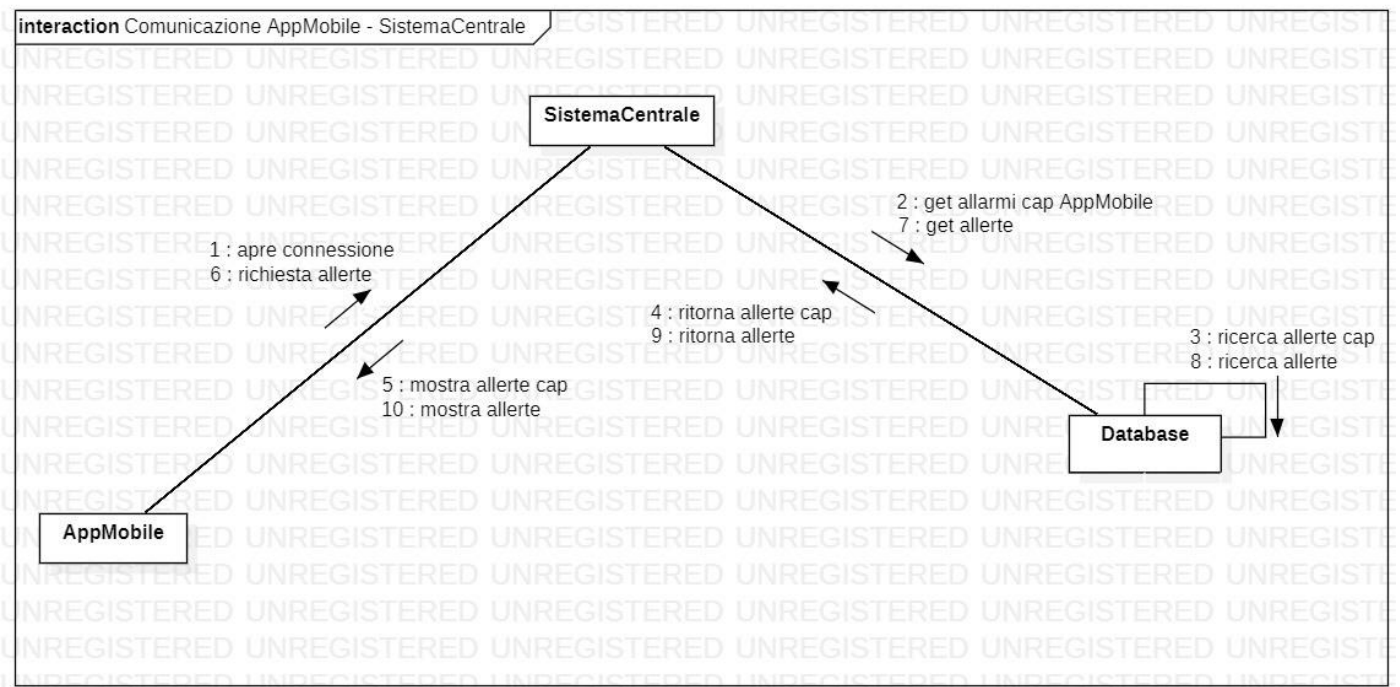 interaction Comunicazione AppMobile - SistemaCentrale
SistemaCentrale
2 : get allarmi cap AppMobile
7 : get allerte
1 : apre connessione
6 : richiesta allerte
4 : ritorna allerte cap
9 : ritorna allerte
3 : ricerca allerte cap
8 : ricerca allerte
5 : mostra allerte cap
10 : mostra allerte
Database
AppMobile